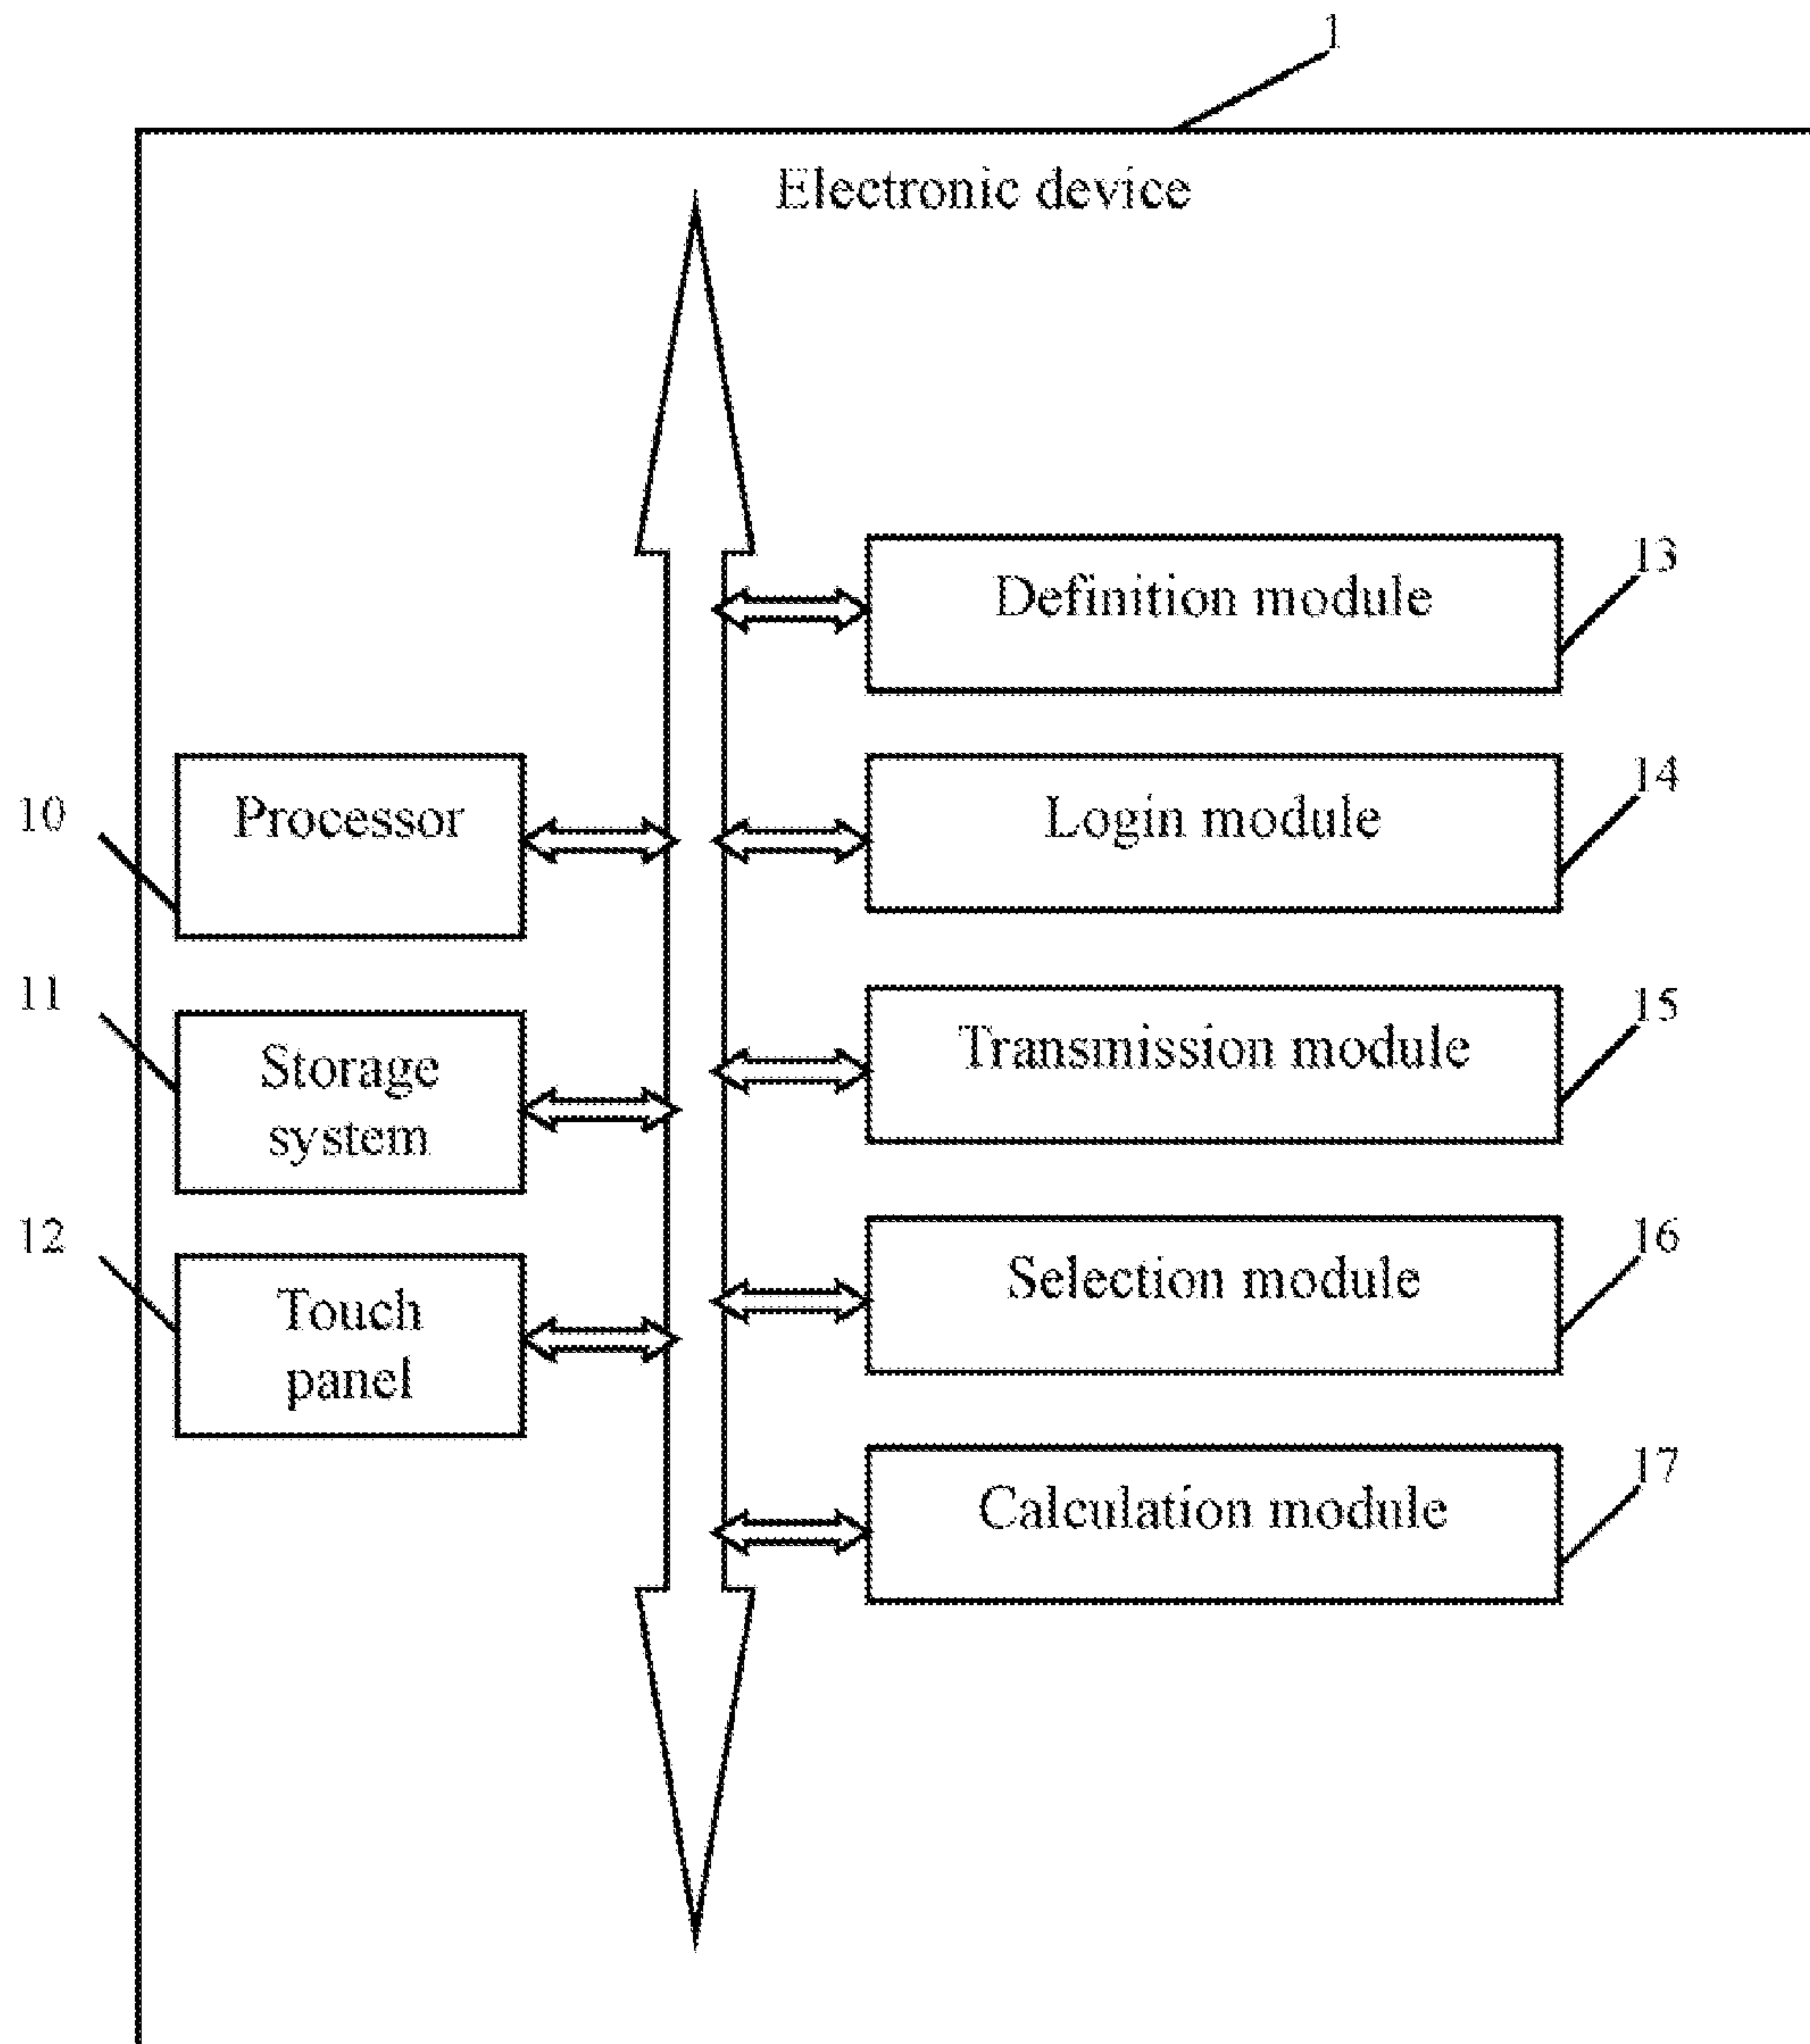 1
Electronic device
13
Definition module
14
Login module
10
Processor
15
Transmission module
11
Storage
system
16
Selection module
12
Touch
panel
17
Calculation module